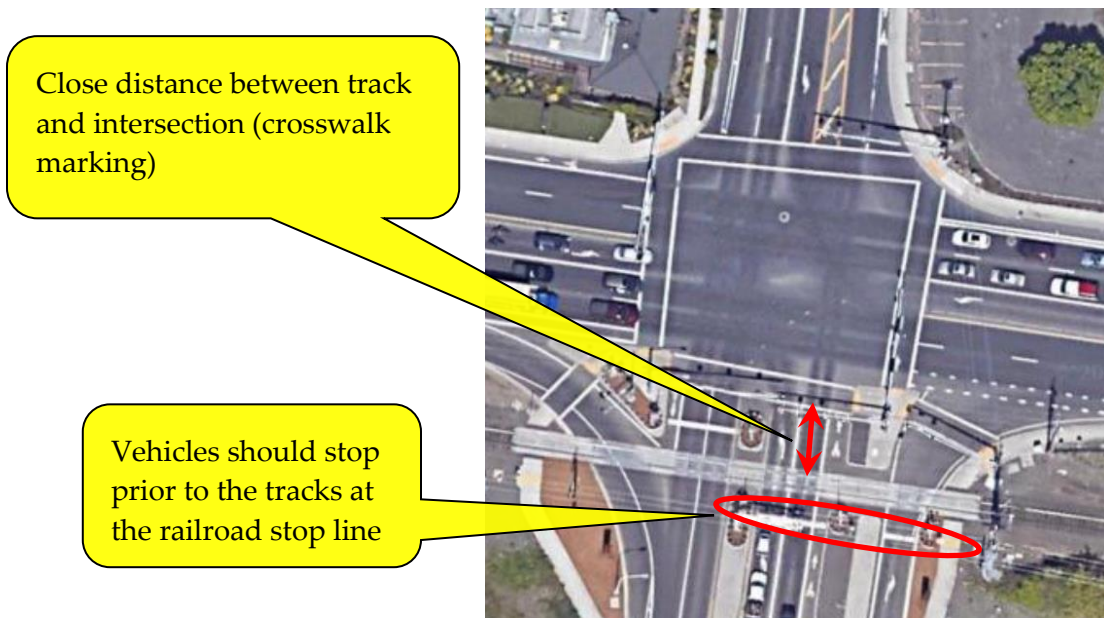 Close distance between track
and intersection (crosswalk
marking)
Vehicles should stop
prior to the tracks at
the railroad stop line